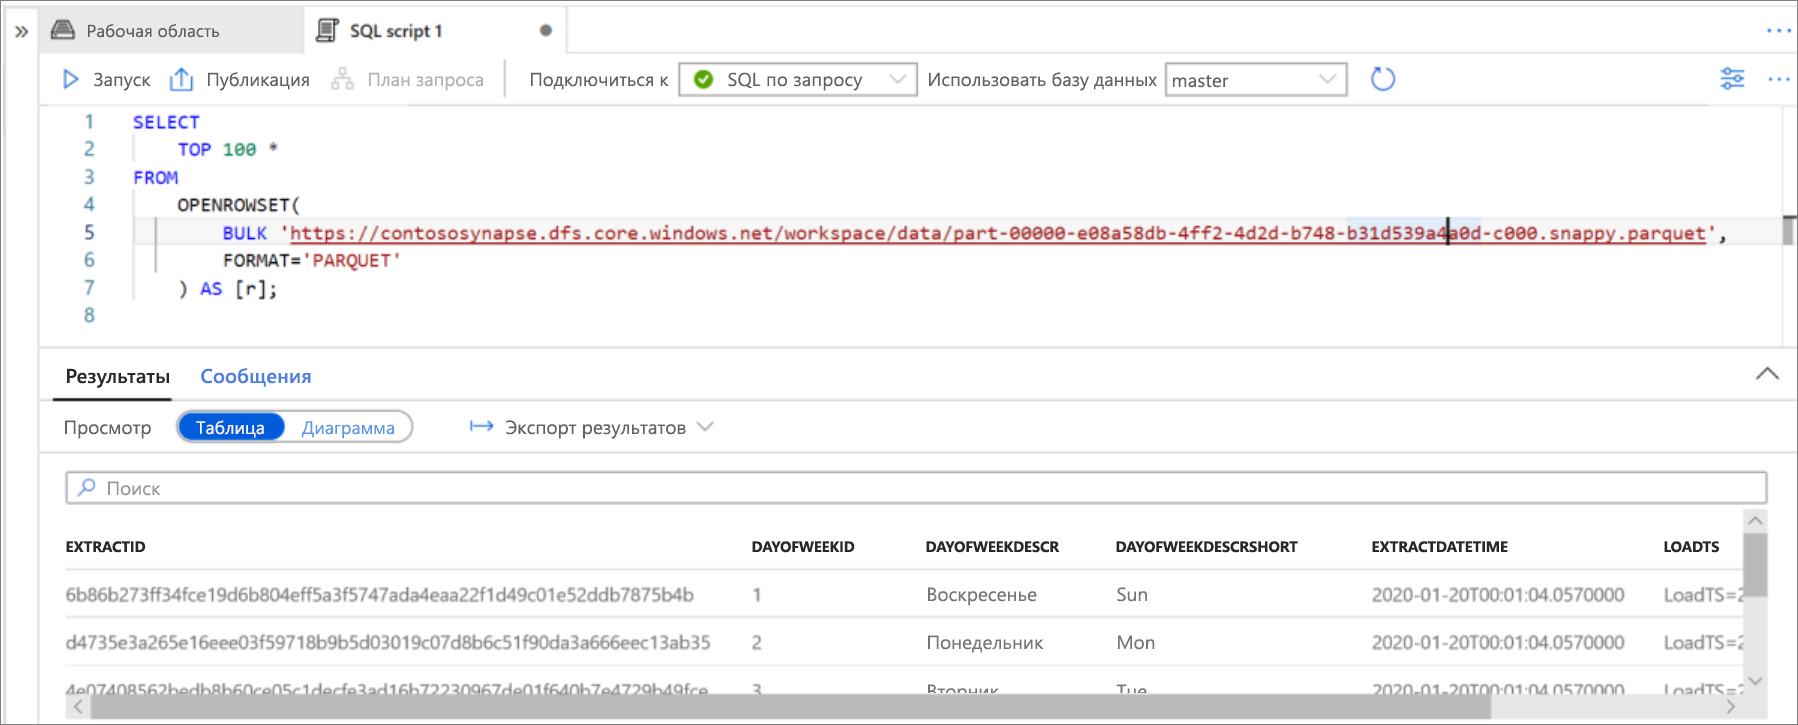 » Рабочая область SQL script 1
Запуск Публикация План запроса Подключиться к SQL по запросу Использовать базу данных master
1 SELECT
2 TOP 100 *
3 FROM
4 OPENROWSET(
5 BULK 'https://contososynapse.dfs.core.windows.net/workspace/data/part-00000-e08a58db-4ff2-4d2d-b748-b31d539a4a0d-c000.snappy.parquet',
6 FORMAT='PARQUET'
7 ) AS [r];
8
Результаты Сообщения
Просмотр Таблица Диаграмма Экспорт результатов
Поиск
EXTRACTID DAYOFWEEKID DAYOFWEEKDESCR DAYOFWEEKDESCRSHORT EXTRACTDATETIME LOADTS
6b86b273ff34fce19d6b804eff5a3f5747ada4eaa22f1d49c01e52ddb7875b4b 1 Воскресенье Sun 2020-01-20T00:01:04.0570000 LoadTS=2
d4735e3a265e16eee03f59718b9b5d03019c07d8b6c51f90da3a666eec13ab35 2 Понедельник Mon 2020-01-20T00:01:04.0570000 LoadTS=2
4e07408562bedb8b60ce05c1decfe3ad16b72230967de01f640b7e4729b49fce 3 Вторник Tue 2020-01-20T00:01:04.0570000 LoadTS=2